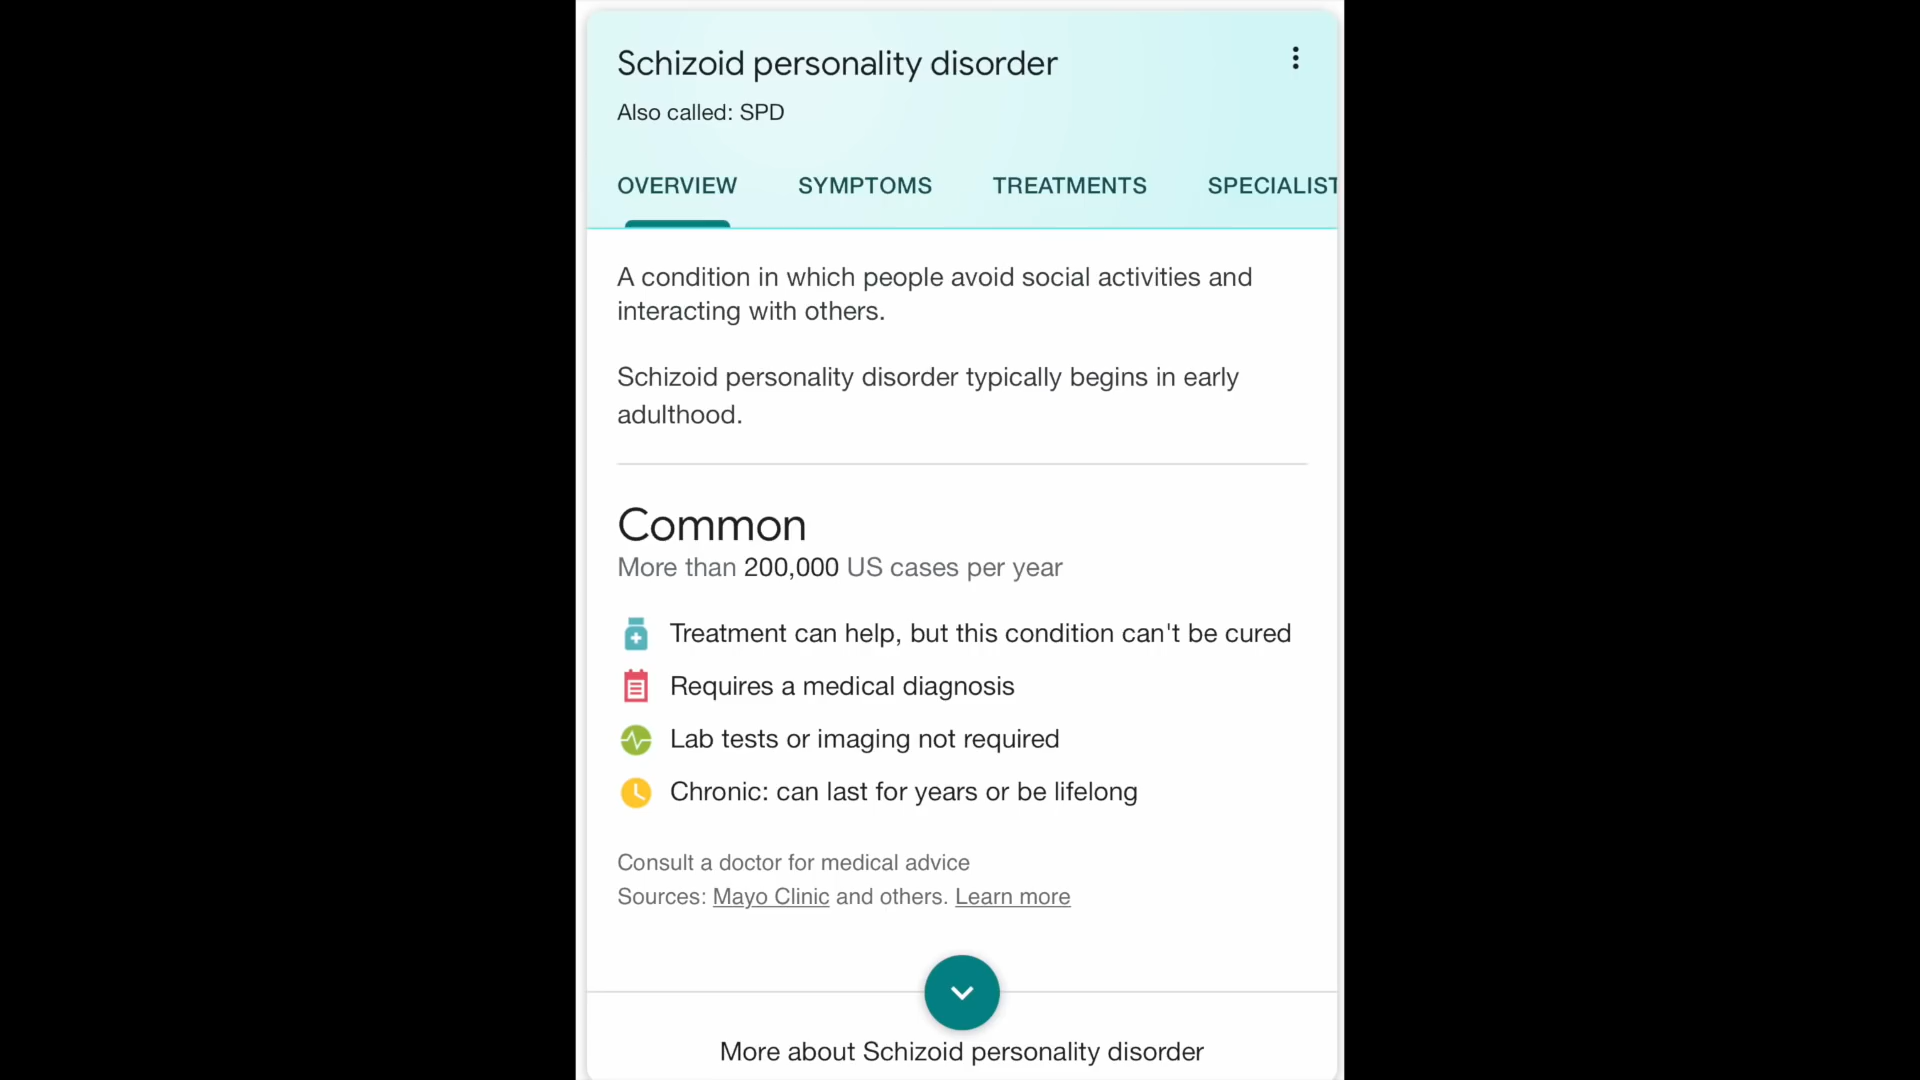 Schizoid personality disorder
Also called: SPD
OVERVIEW SYMPTOMS TREATMENTS SPECIALIST
A condition in which people avoid social activities and
interacting with others.
Schizoid personality disorder typically begins in early
adulthood.
Common
More than 200,000 US cases per year
Treatment can help, but this condition can't be cured
Requires a medical diagnosis
Lab tests or imaging not required
Chronic: can last for years or be lifelong
Consult a doctor for medical advice
Sources: Mayo Clinic and others. Learn more
More about Schizoid personality disorder